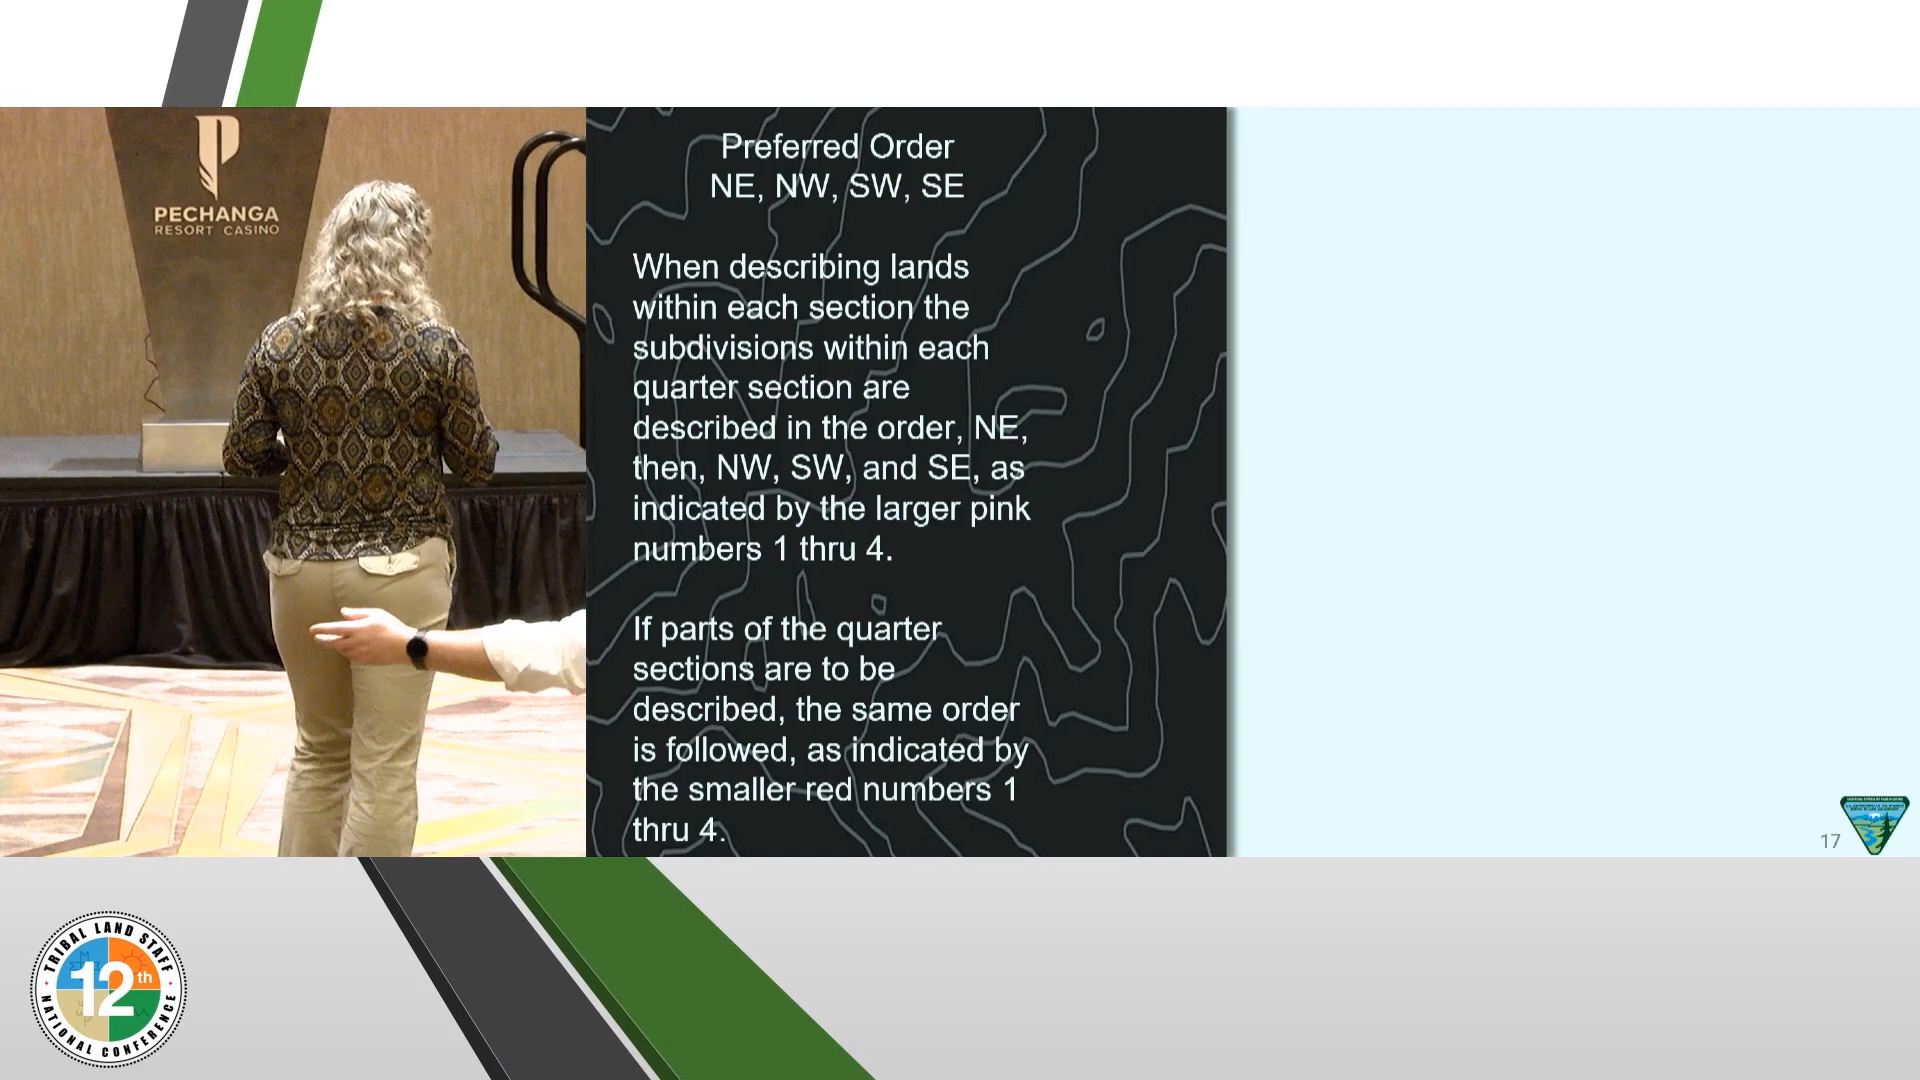 PECHANGA
RESORT CASINO
Preferred Order
NE, NW, SW, SE
When describing lands
within each section the
subdivisions within each
quarter section are
described in the order, NE,
then, NW, SW, and SE, as
indicated by the larger pink
numbers 1 thru 4.
If parts of the quarter
sections are to be
described, the same order
is followed, as indicated by
the smaller red numbers 1
thru 4.
17
TRIBAL LAND STAFF
12th
NATIONAL CONFERENCE